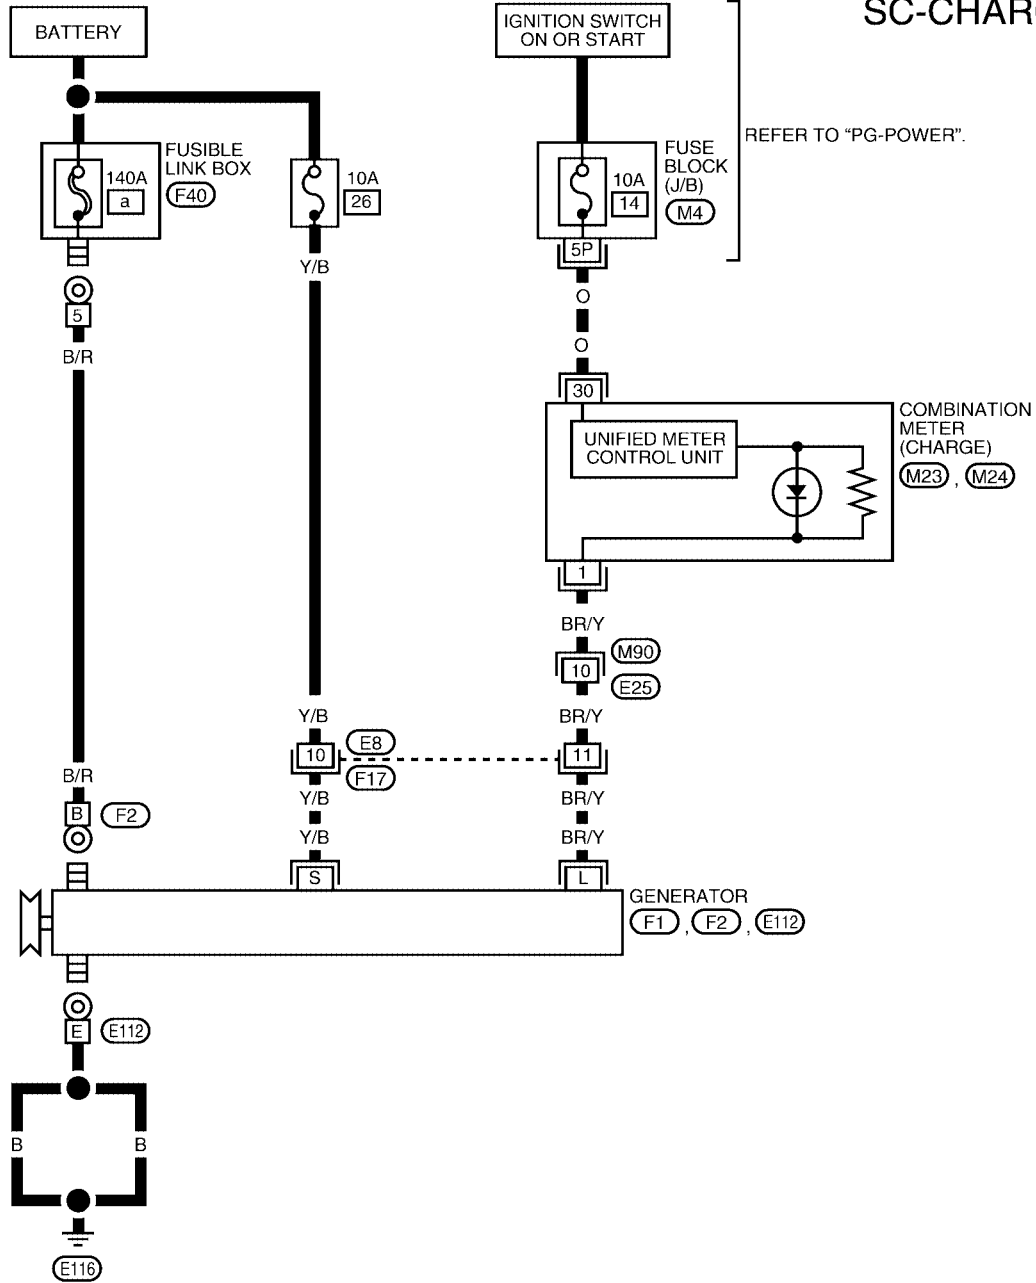 SC-CHAR
BATTERY
IGNITION SWITCH
ON OR START
REFER TO “PG-POWER”.
FUSIBLE
LINK BOX
F40
140A
a
10A
26
FUSE
BLOCK
(J/B)
M4
10A
14
5P
Y/B
O
5
O
B/R
30
COMBINATION
METER
(CHARGE)
M23 , M24
UNIFIED METER
CONTROL UNIT
1
BR/Y
M90
10
E25
Y/B
BR/Y
10
E8
F17
11
B/R
Y/B
BR/Y
B
F2
Y/B
BR/Y
S
L
GENERATOR
F1 , F2 , E112
E
E112
B
B
E116